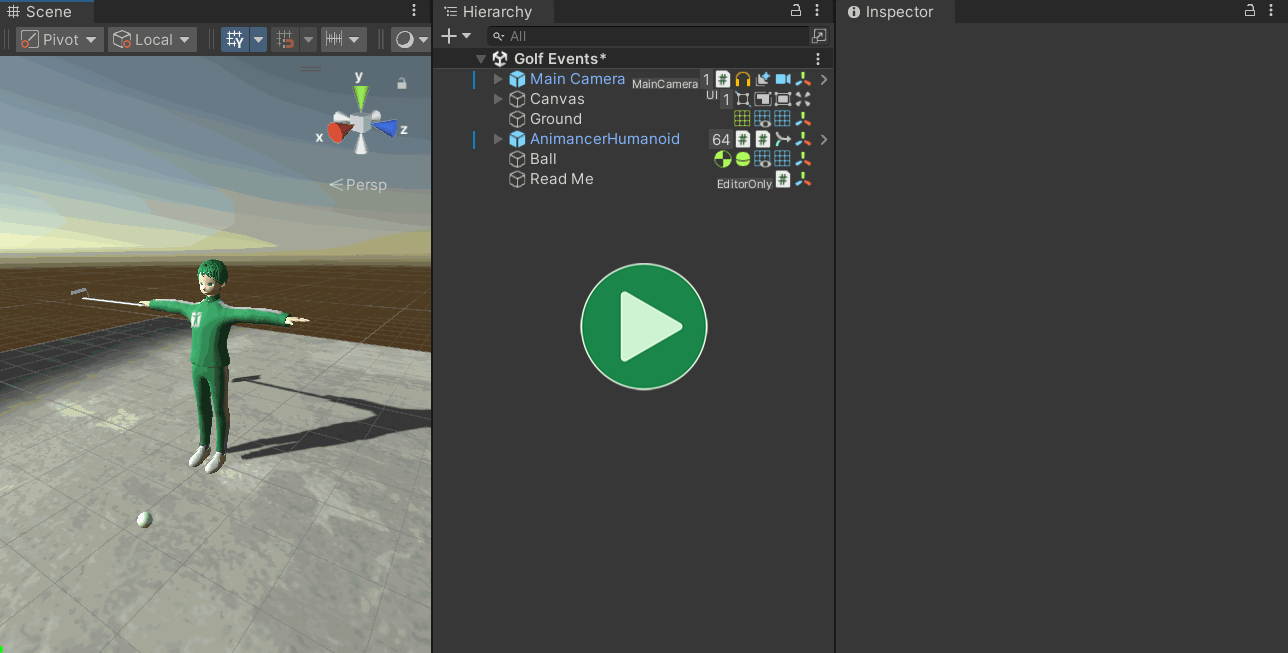 Scene
Pivot
Local
y
x
z
Persp
Hierarchy
All
Golf Events*
Main Camera MainCamera 1
Canvas UI 1
Ground
AnimancerHumanoid 64
Ball
Read Me EditorOnly
Inspector